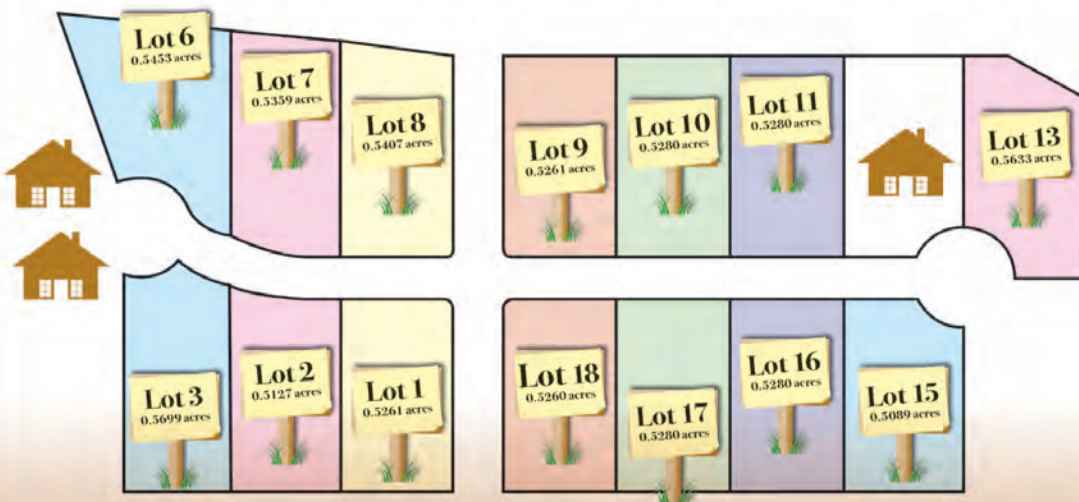 Lot 6
0.5453 acres
Lot 7
0.5359 acres
Lot 8
0.5407 acres
Lot 9
0.5261 acres
Lot 10
0.5280 acres
Lot 11
0.5280 acres
Lot 13
0.5633 acres
Lot 3
0.5699 acres
Lot 2
0.5127 acres
Lot 1
0.5261 acres
Lot 18
0.5260 acres
Lot 17
0.5280 acres
Lot 16
0.5280 acres
Lot 15
0.5089 acres